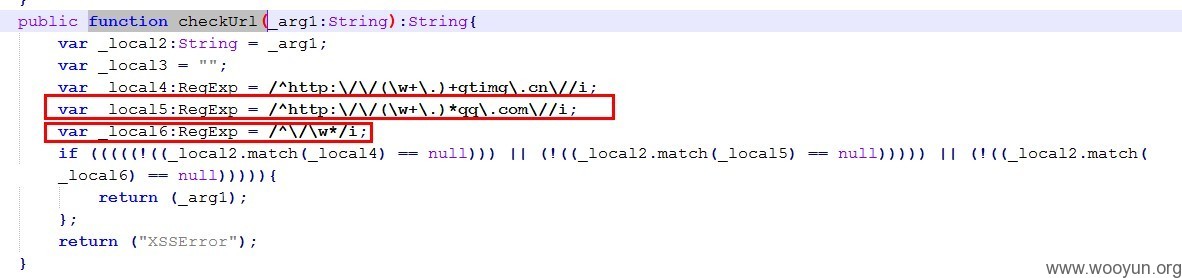 }
public function checkUrl(_arg1:String):String{
var _local2:String = _arg1;
var _local3 = "";
var _local4:RegExp = /^http:\/\/(\w+\.)+gtimg\.cn\//i;
var _local5:RegExp = /^http:\/\/(\w+\.)*qq\.com\//i;
var _local6:RegExp = /^\/\w*/i;
if (((((!((_local2.match(_local4) == null))) || (!((_local2.match(_local5) == null))))) || (!((_local2.match(
_local6) == null))))){
return (_arg1);
};
return ("XSSError");
}
www.wooyun.org